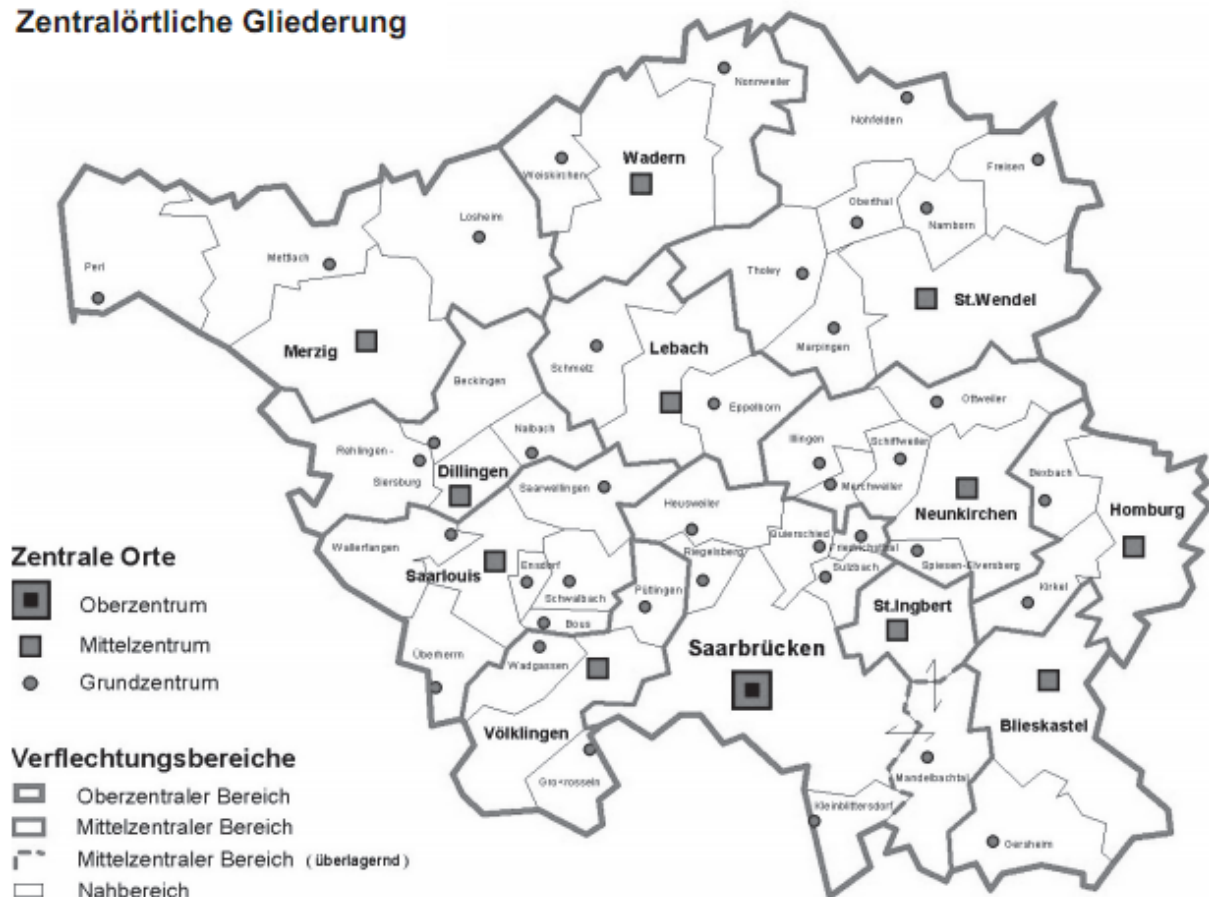 Zentralörtliche Gliederung
Nonnweiler
Nohfelden
Wadern
Weiskirchen
Freisen
Oberthal
Namborn
Losheim
Mettlach
Perl
Tholey
St.Wendel
Merzig
Lebach
Marpingen
Schmelz
Beckingen
Eppelborn
Ottweiler
Nalbach
Illingen
Schiffweiler
Rehlingen -
Siersburg
Dillingen
Bexbach
Saarwellingen
Merchweiler
Heusweiler
Neunkirchen
Homburg
Wallerfangen
Quierschied
Friedrichsthal
Riegelsberg
Sulzbach
Spiesen-Elversberg
Saarlouis
Ensdorf
Schwalbach
Püttlingen
Kirkel
St.Ingbert
Bous
Überherrn
Wadgassen
Saarbrücken
Völklingen
Blieskastel
Gro×rosseln
Mandelbachtal
Kleinblittersdorf
Gersheim
Zentrale Orte
Oberzentrum
Mittelzentrum
Grundzentrum
Verflechtungsbereiche
Oberzentraler Bereich
Mittelzentraler Bereich
Mittelzentraler Bereich ( überlagernd )
Nahbereich